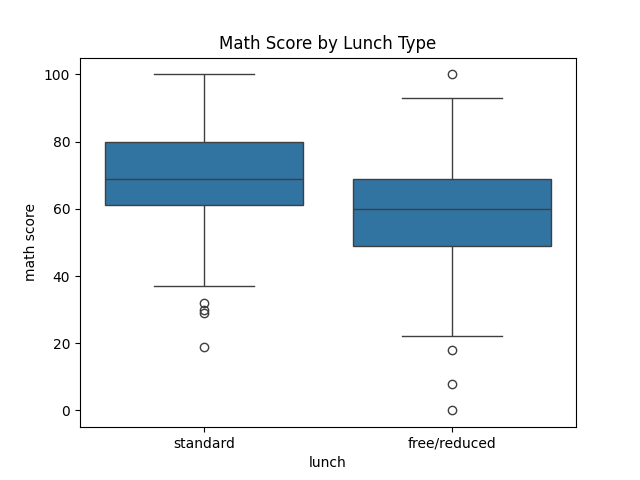 Math Score by Lunch Type
100
80
60
40
20
0
math score
standard
free/reduced
lunch